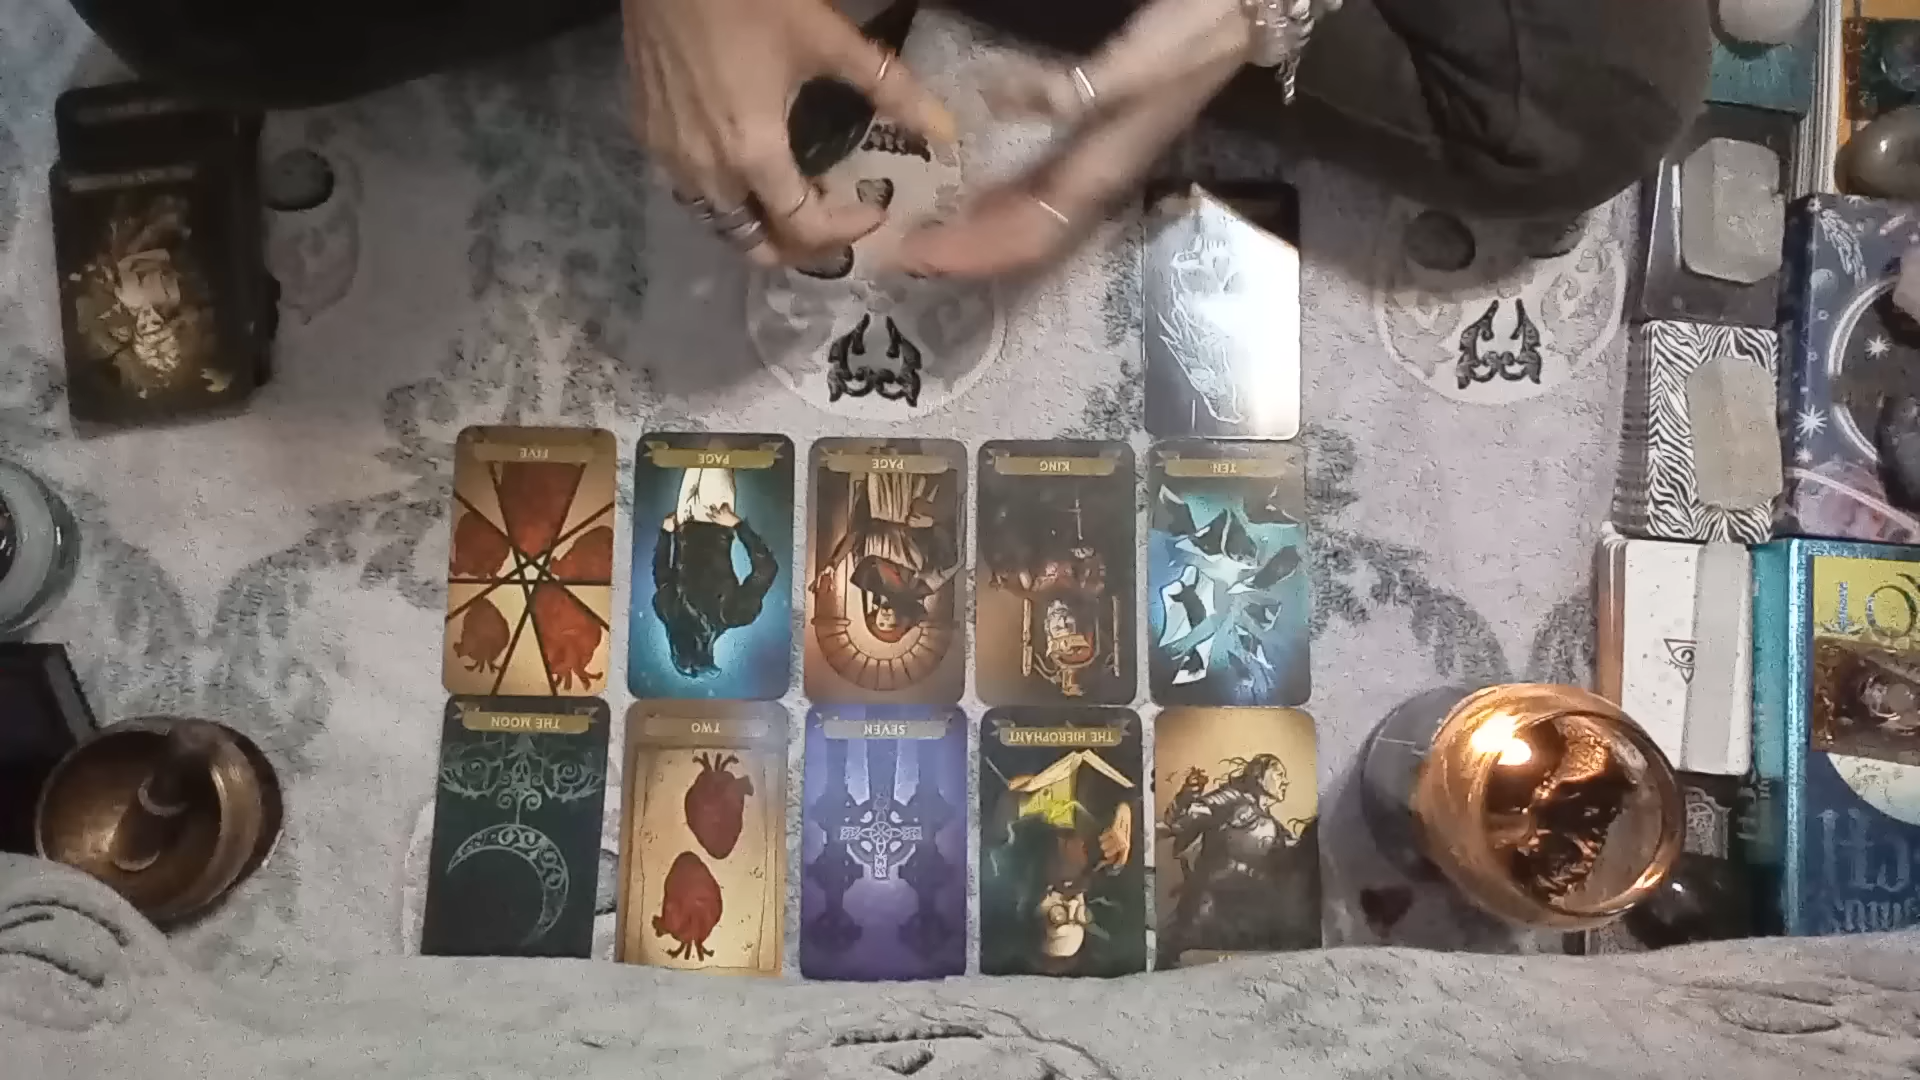 FIVE
PAGE
PAGE
KING
TEN
THE MOON
TWO
SEVEN
THE HIEROPHANT